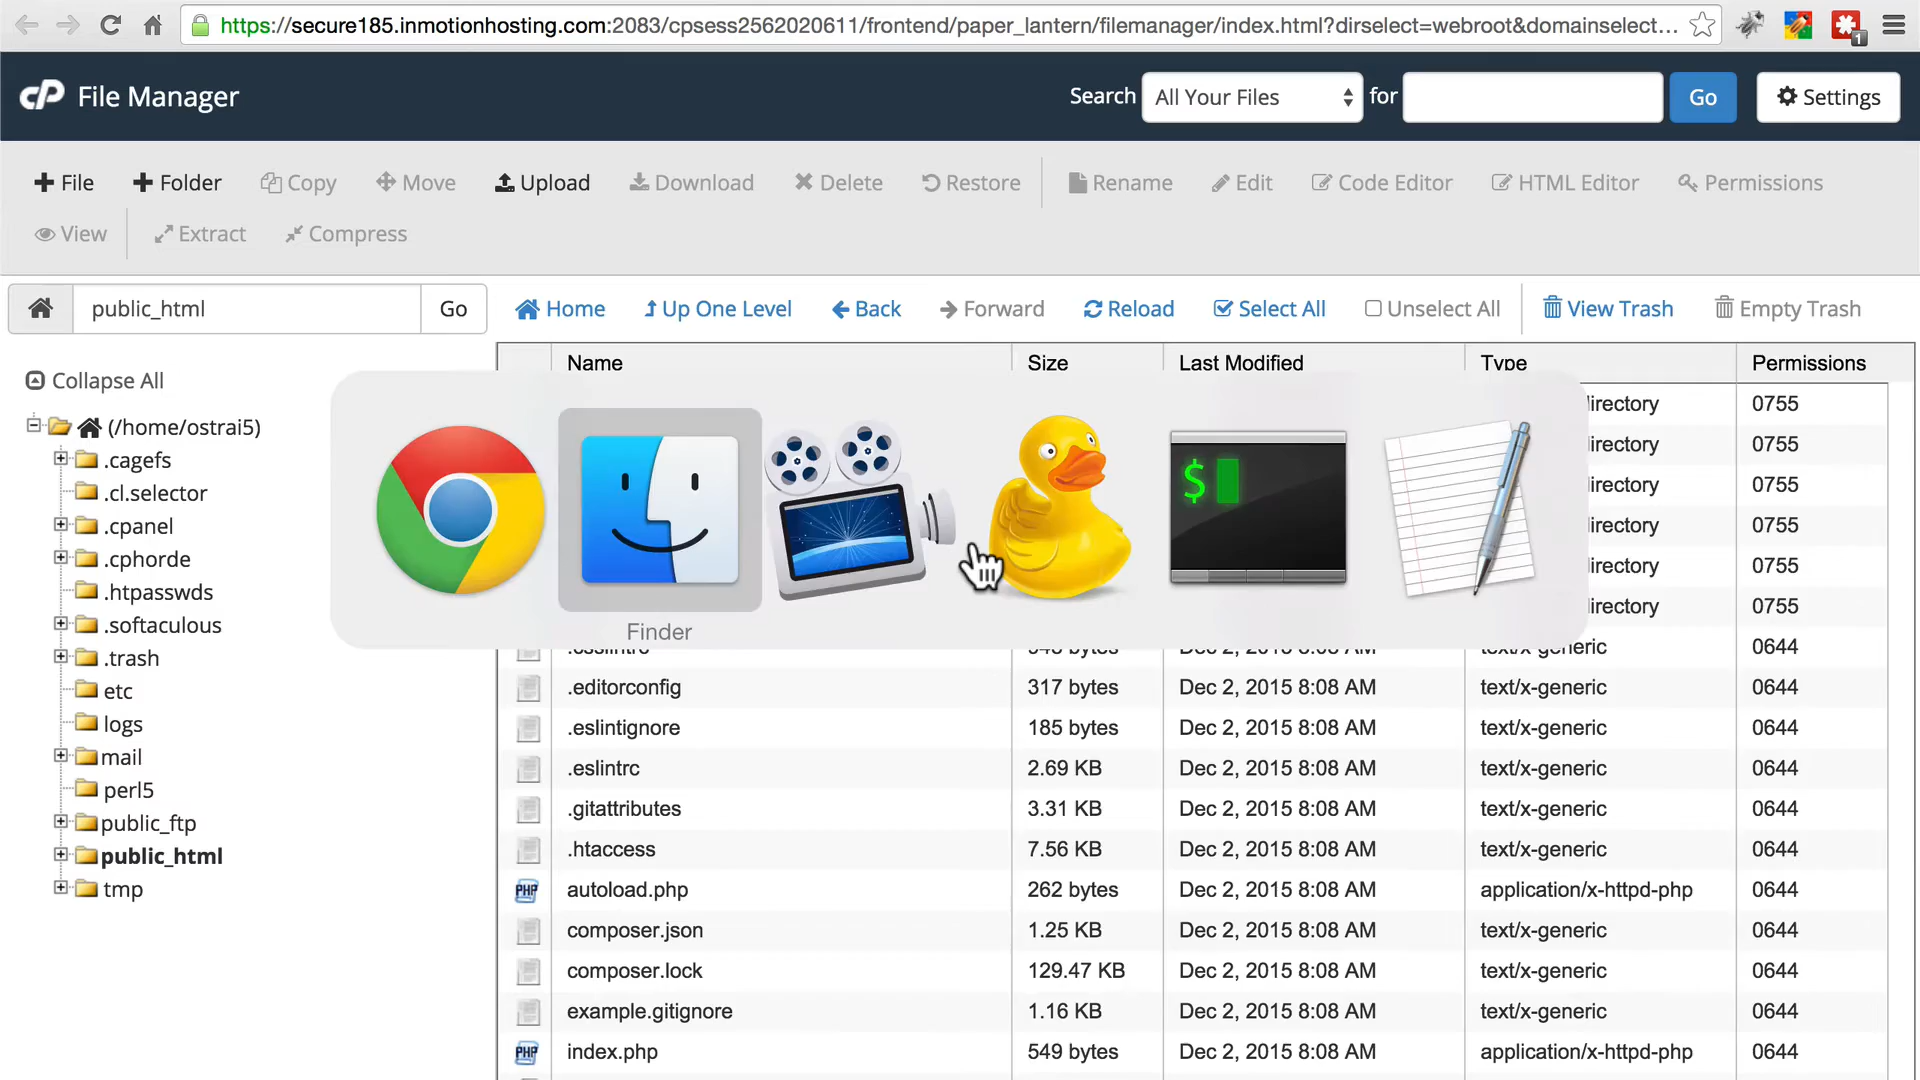 https://secure185.inmotionhosting.com:2083/cpsess2562020611/frontend/paper_lantern/filemanager/index.html?dirselect=webroot&domainselect...
1
cP File Manager
Search All Your Files for Go Settings
File Folder Copy Move Upload Download Delete Restore Rename Edit Code Editor HTML Editor Permissions
View Extract Compress
public_html Go Home Up One Level Back Forward Reload Select All Unselect All View Trash Empty Trash
Name Size Last Modified Type Permissions
Collapse All
(/home/ostrai5)
.cagefs
.cl.selector
.cpanel
.cphorde
.htpasswds
.softaculous
.trash
etc
logs
mail
perl5
public_ftp
public_html
tmp
irectory 0755
irectory 0755
irectory 0755
irectory 0755
irectory 0755
irectory 0755
$
Finder
0644
.editorconfig 317 bytes Dec 2, 2015 8:08 AM text/x-generic 0644
.eslintignore 185 bytes Dec 2, 2015 8:08 AM text/x-generic 0644
.eslintrc 2.69 KB Dec 2, 2015 8:08 AM text/x-generic 0644
.gitattributes 3.31 KB Dec 2, 2015 8:08 AM text/x-generic 0644
.htaccess 7.56 KB Dec 2, 2015 8:08 AM text/x-generic 0644
PHP autoload.php 262 bytes Dec 2, 2015 8:08 AM application/x-httpd-php 0644
composer.json 1.25 KB Dec 2, 2015 8:08 AM text/x-generic 0644
composer.lock 129.47 KB Dec 2, 2015 8:08 AM text/x-generic 0644
example.gitignore 1.16 KB Dec 2, 2015 8:08 AM text/x-generic 0644
PHP index.php 549 bytes Dec 2, 2015 8:08 AM application/x-httpd-php 0644